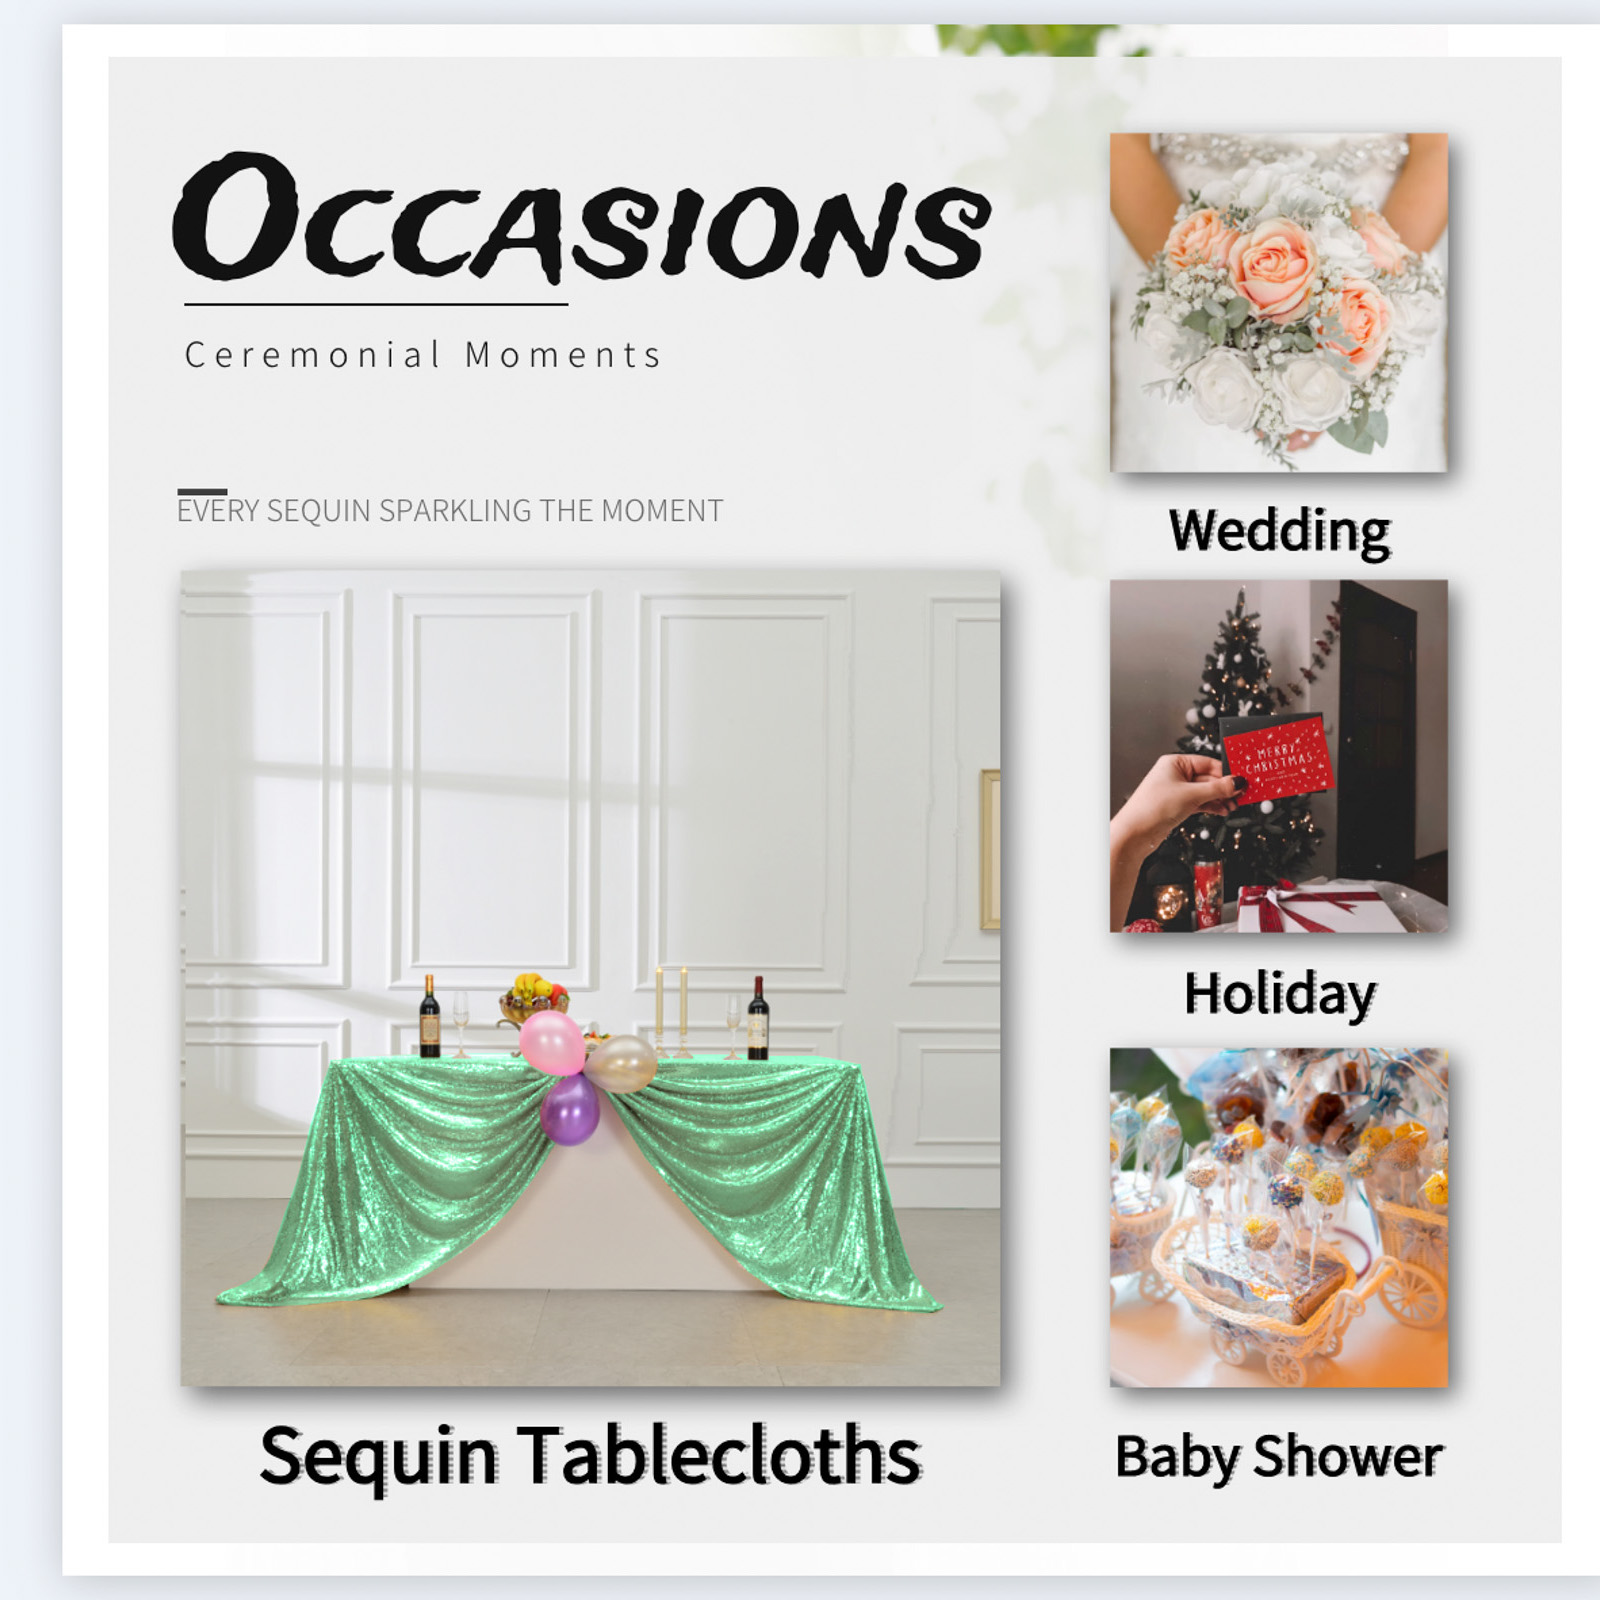 OCCASIONS
Ceremonial Moments
EVERY SEQUIN SPARKLING THE MOMENT
Wedding
MERRY
CHRISTMAS
Holiday
Sequin Tablecloths
Baby Shower